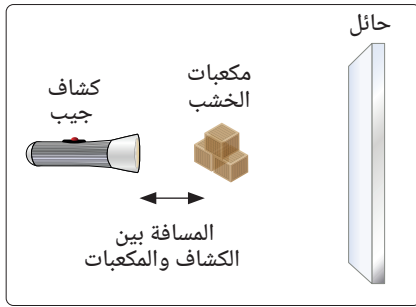 حائل
مكعبات
الخشب
كشاف
جيب
المسافة بين
الكشاف والمكعبات